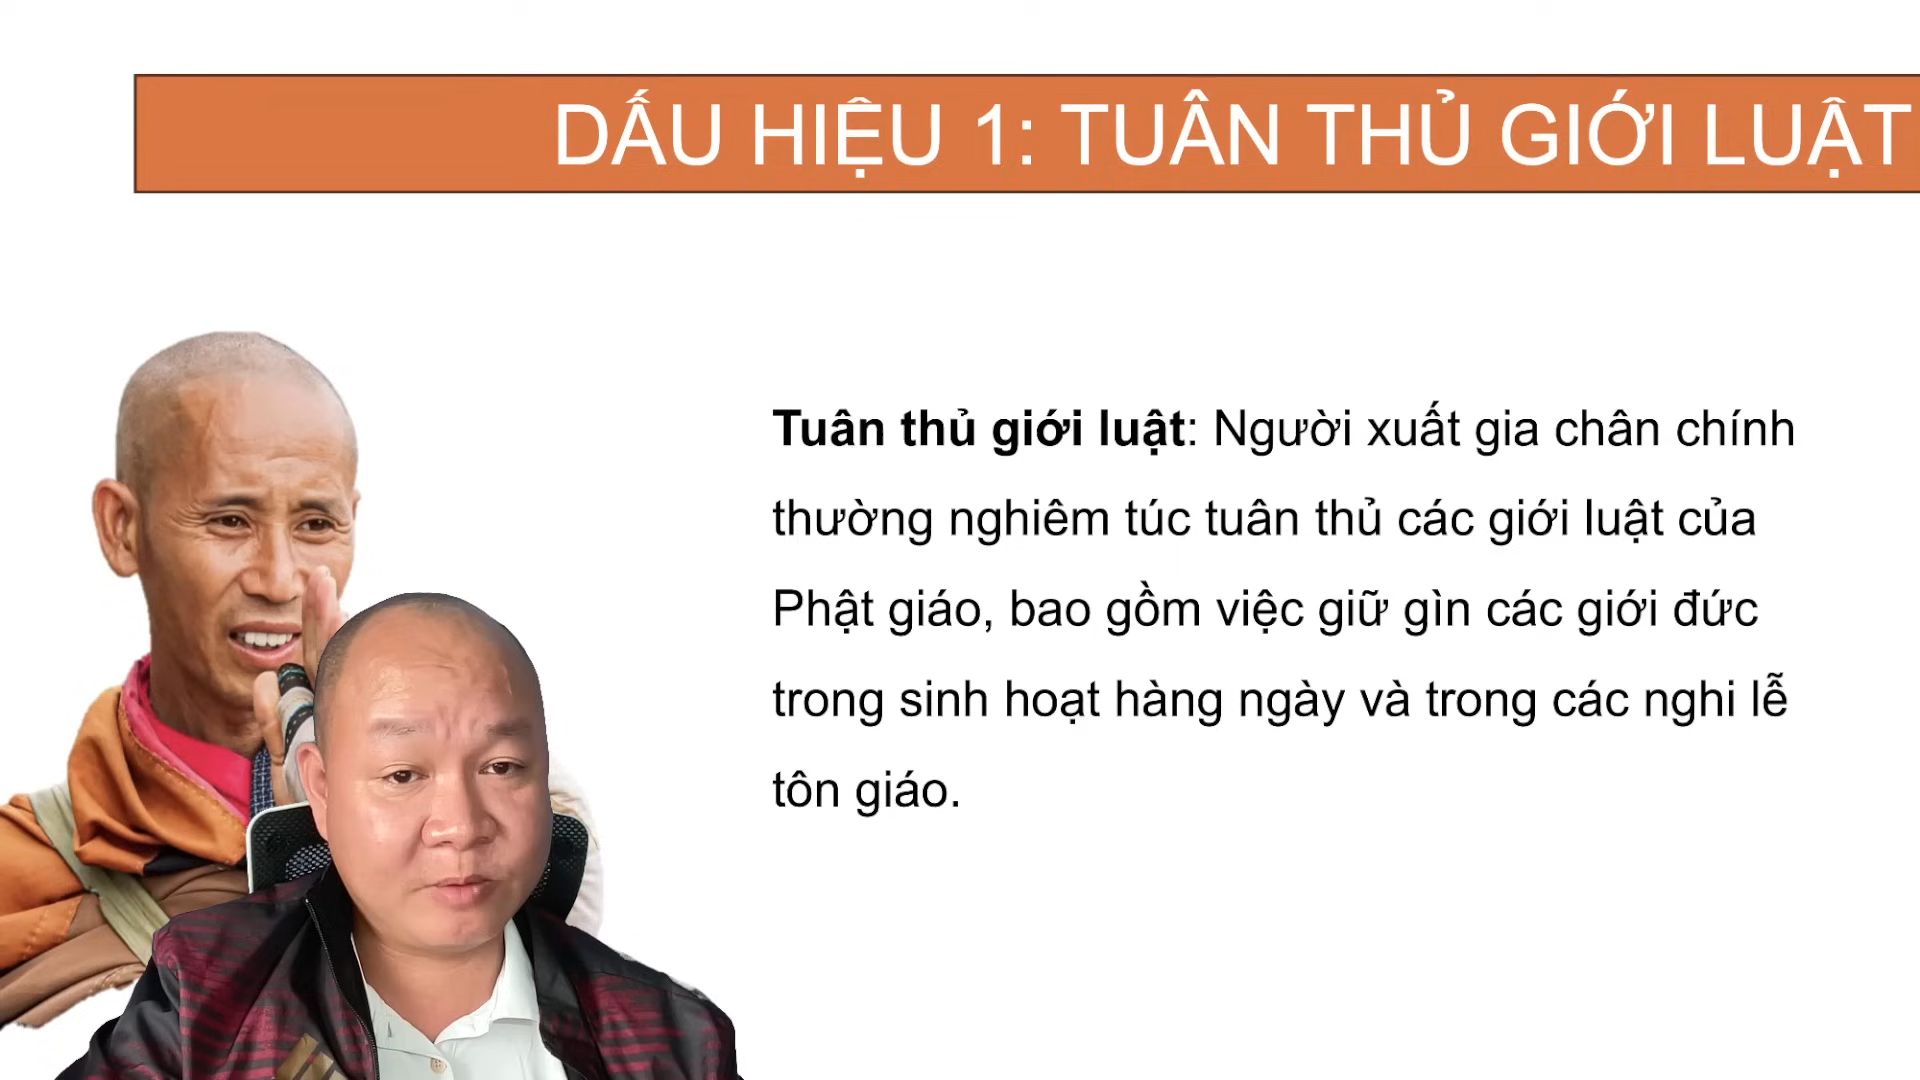 DẤU HIỆU 1: TUÂN THỦ GIỚI LUẬT
Tuân thủ giới luật: Người xuất gia chân chính
thường nghiêm túc tuân thủ các giới luật của
Phật giáo, bao gồm việc giữ gìn các giới đức
trong sinh hoạt hàng ngày và trong các nghi lễ
tôn giáo.